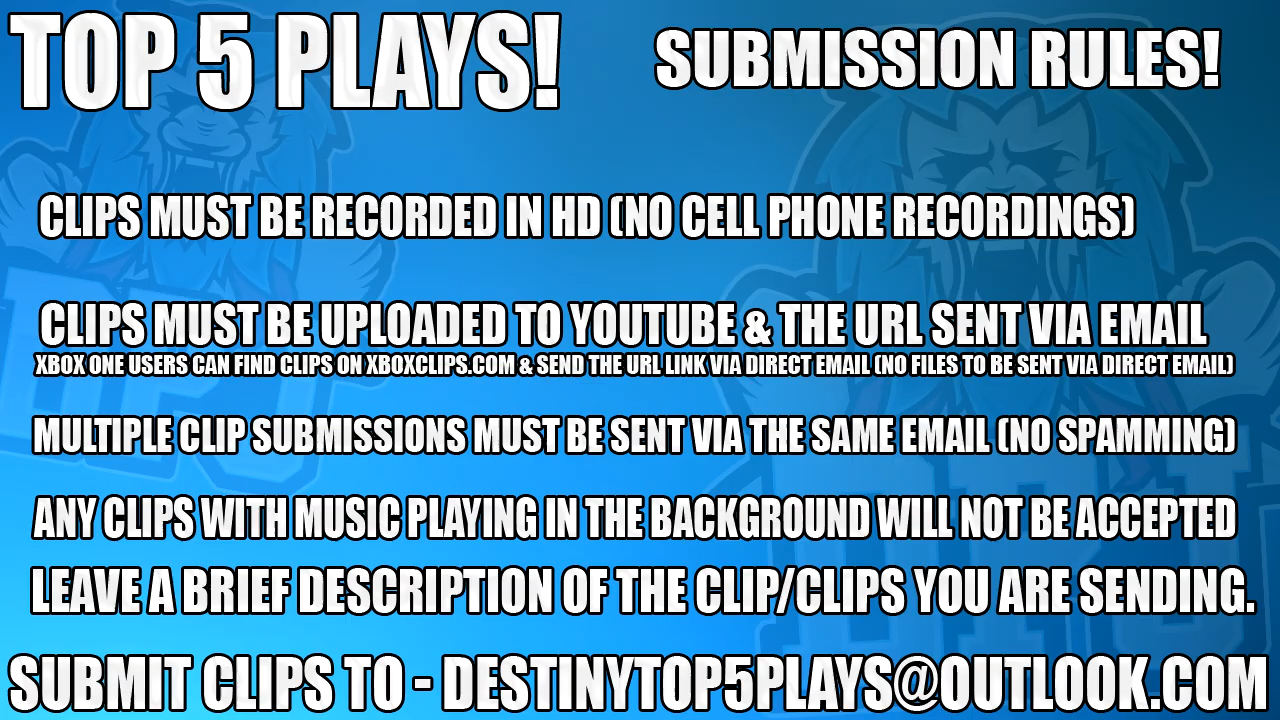 TOP 5 PLAYS!
SUBMISSION RULES!
CLIPS MUST BE RECORDED IN HD (NO CELL PHONE RECORDINGS)
CLIPS MUST BE UPLOADED TO YOUTUBE & THE URL SENT VIA EMAIL
XBOX ONE USERS CAN FIND CLIPS ON XBOXCLIPS.COM & SEND THE URL LINK VIA DIRECT EMAIL (NO FILES TO BE SENT VIA DIRECT EMAIL)
MULTIPLE CLIP SUBMISSIONS MUST BE SENT VIA THE SAME EMAIL (NO SPAMMING)
ANY CLIPS WITH MUSIC PLAYING IN THE BACKGROUND WILL NOT BE ACCEPTED
LEAVE A BRIEF DESCRIPTION OF THE CLIP/CLIPS YOU ARE SENDING.
SUBMIT CLIPS TO - DESTINYTOP5PLAYS@OUTLOOK.COM